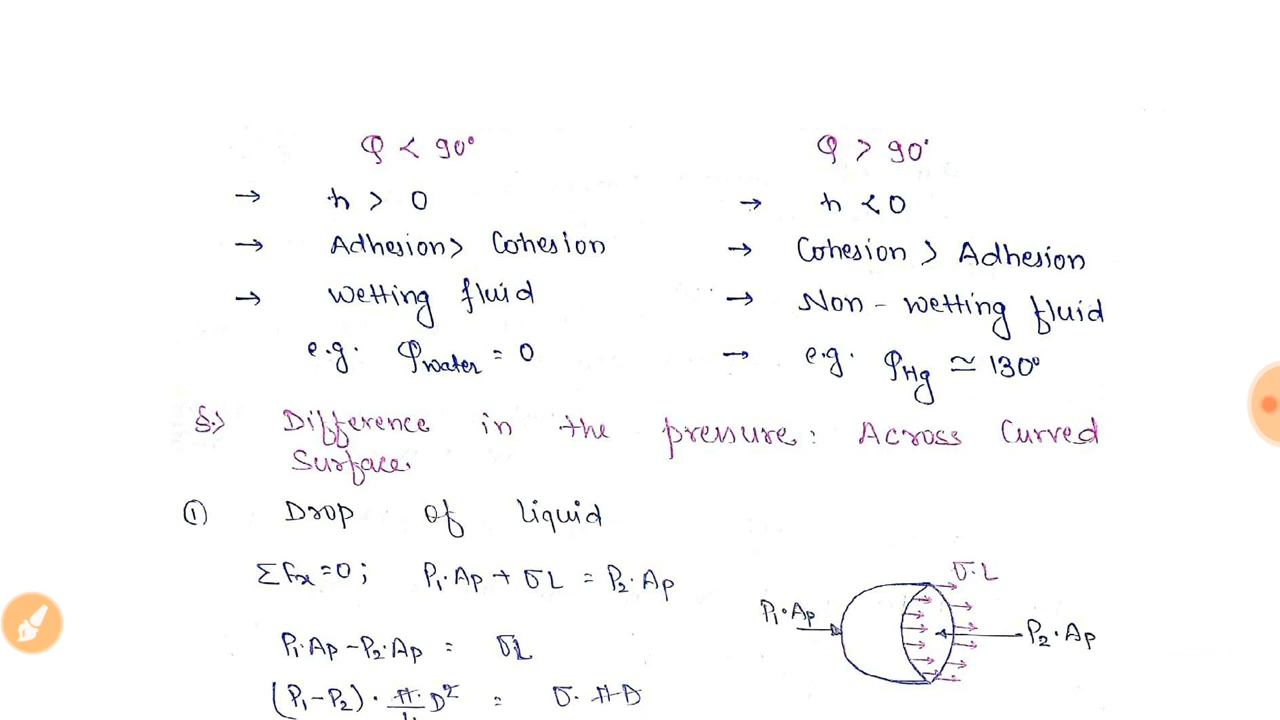 φ < 90°
→ h > 0
→ Adhesion > Cohesion
→ Wetting fluid
e.g. φwater = 0
φ > 90°
→ h < 0
→ Cohesion > Adhesion
→ Non-wetting fluid
→ e.g. φHg ≃ 130°
§:> Difference in the pressure: Across Curved
Surface.
① Drop of liquid
ΣFx = 0; P₁·Ap + σL = P₂·Ap
P₁·Ap - P₂·Ap = σL
(P₁-P₂)·π/4 D² = σ·πD
σ·L
P₁·Ap
P₂·Ap